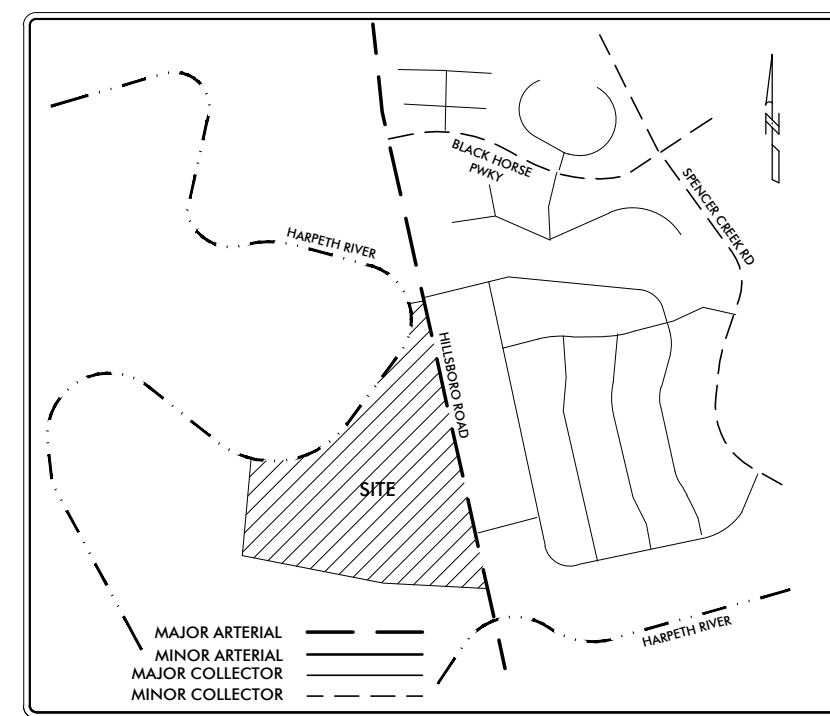 BLACK HORSE
PWKY
SPENCER CREEK RD
HARPETH RIVER
HILLSBORO ROAD
SITE
HARPETH RIVER
MAJOR ARTERIAL
MINOR ARTERIAL
MAJOR COLLECTOR
MINOR COLLECTOR
N